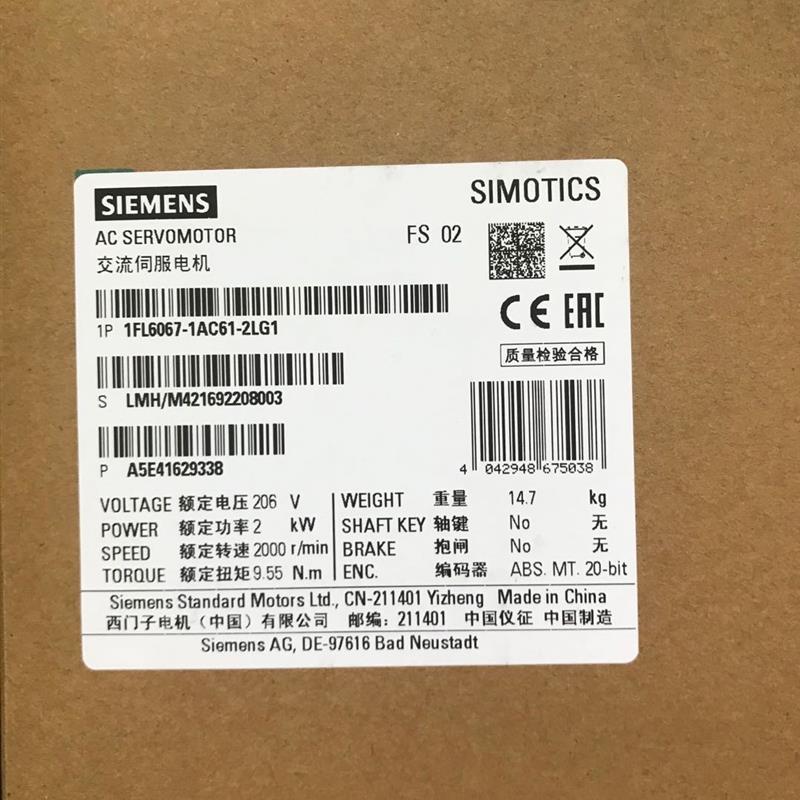 SIEMENS
SIMOTICS
AC SERVOMOTOR
FS 02
交流伺服电机
1P 1FL6067-1AC61-2LG1
CE EAC
质量检验合格
S LMH/M421692208003
P A5E41629338
4 042948 675038
VOLTAGE 额定电压 206 V
WEIGHT 重量 14.7 kg
POWER 额定功率 2 kW
SHAFT KEY 轴键 No 无
SPEED 额定转速 2000 r/min
BRAKE 抱闸 No 无
TORQUE 额定扭矩 9.55 N.m
ENC. 编码器 ABS. MT. 20-bit
Siemens Standard Motors Ltd., CN-211401 Yizheng Made in China
西门子电机（中国）有限公司 邮编：211401 中国仪征 中国制造
Siemens AG, DE-97616 Bad Neustadt